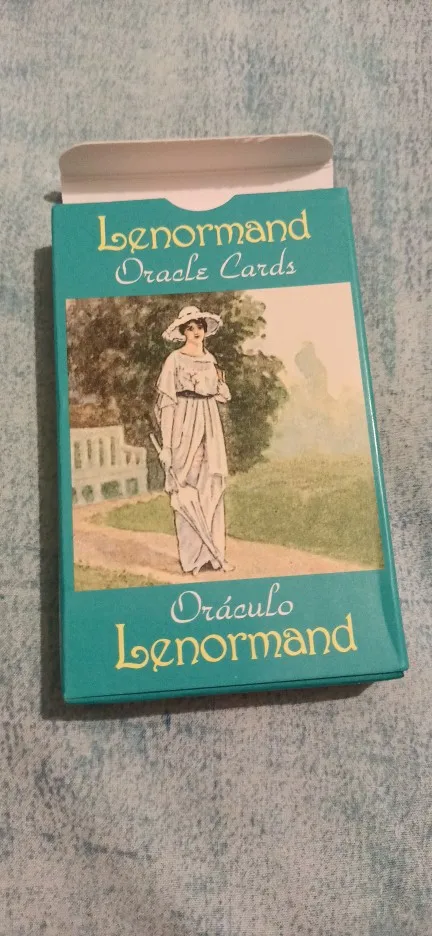 Lenormand
Oracle Cards
Oráculo
Lenormand